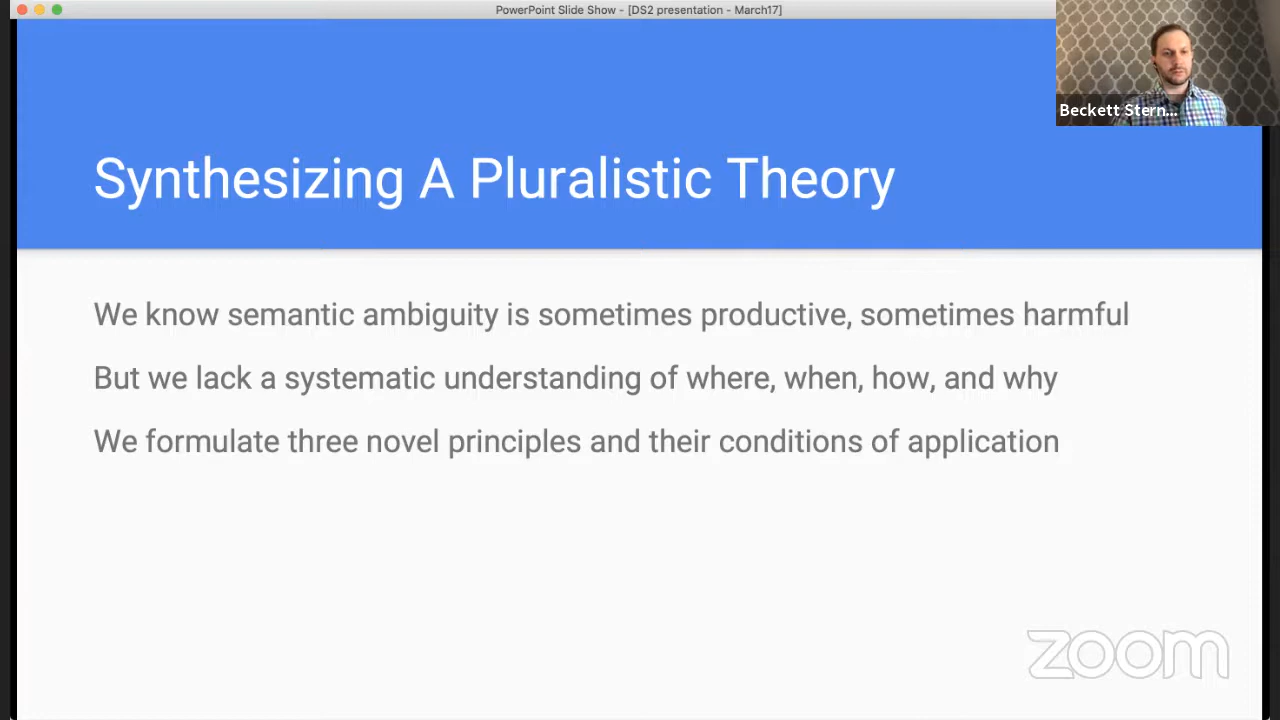 PowerPoint Slide Show - [DS2 presentation - March17]
Beckett Stern...
Synthesizing A Pluralistic Theory
We know semantic ambiguity is sometimes productive, sometimes harmful
But we lack a systematic understanding of where, when, how, and why
We formulate three novel principles and their conditions of application
zoom